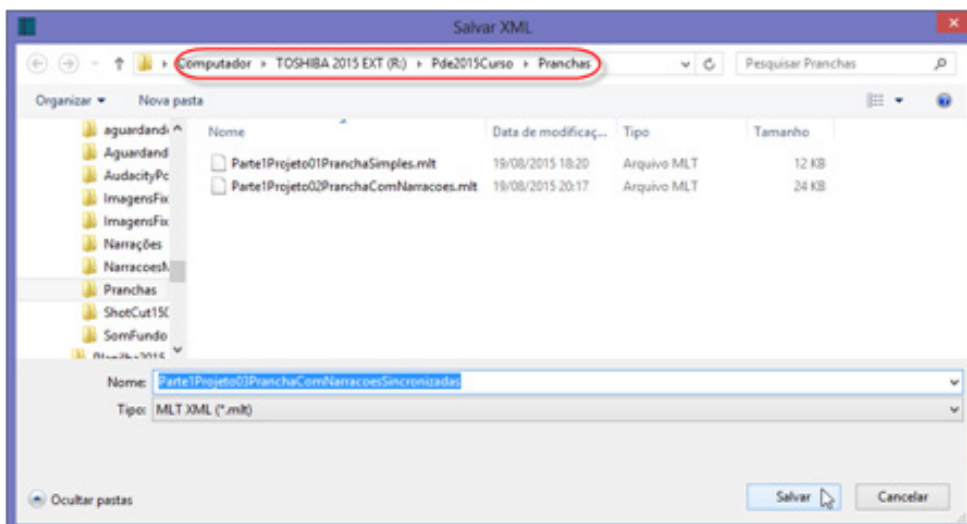 Salvar XML
Computador ▸ TOSHIBA 2015 EXT (R:) ▸ Pde2015Curso ▸ Pranchas
Pesquisar Pranchas
Organizar
Nova pasta
Nome
Data de modificaç...
Tipo
Tamanho
aguardand
Aguardand
AudacityPo
ImagensFix
ImagensFix
Narrações
Pranchas
ShotCut150
SomFundo
Parte1Projeto01PranchaSimples.mlt 19/08/2015 18:20 Arquivo MLT 12 KB
Parte1Projeto02PranchaComNarracoes.mlt 19/08/2015 20:17 Arquivo MLT 24 KB
Nome: Parte1Projeto03PranchaComNarracoesSincronizadas
Tipo: MLT XML (*.mlt)
Ocultar pastas
Salvar
Cancelar